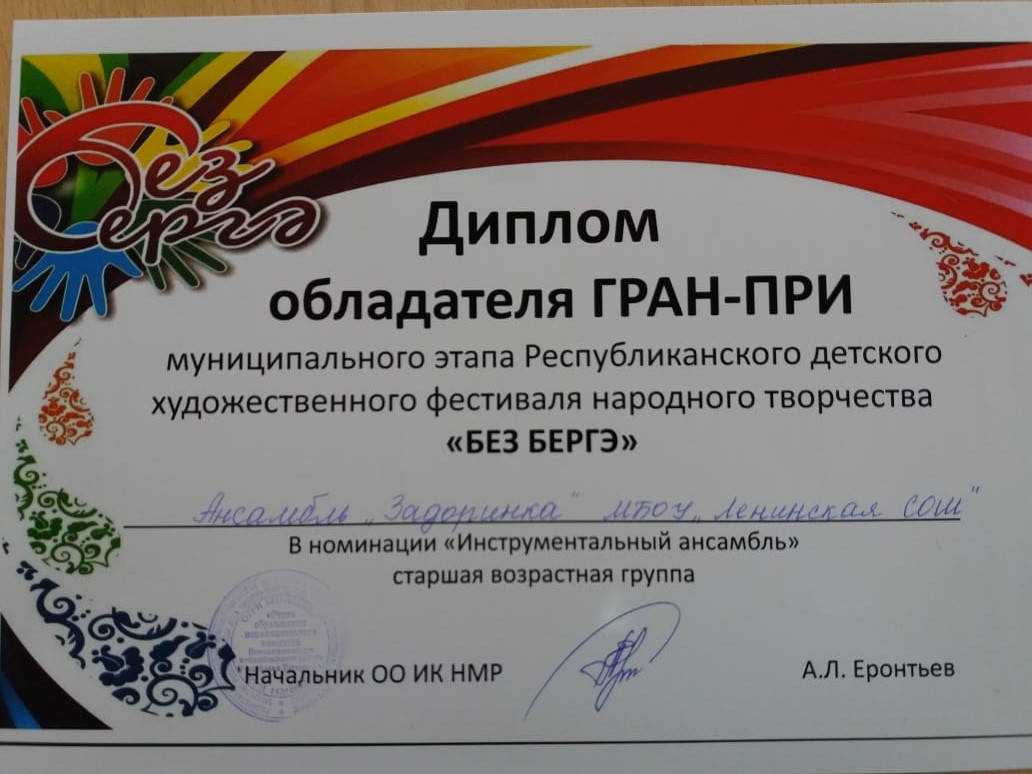 Без
Бергә
Диплом
обладателя ГРАН-ПРИ
муниципального этапа Республиканского детского
художественного фестиваля народного творчества
«БЕЗ БЕРГЭ»
Ансамбль „Задоринка" МБОУ „Ленинская СОШ"
В номинации «Инструментальный ансамбль»
старшая возрастная группа
Начальник ОО ИК НМР А.Л. Еронтьев